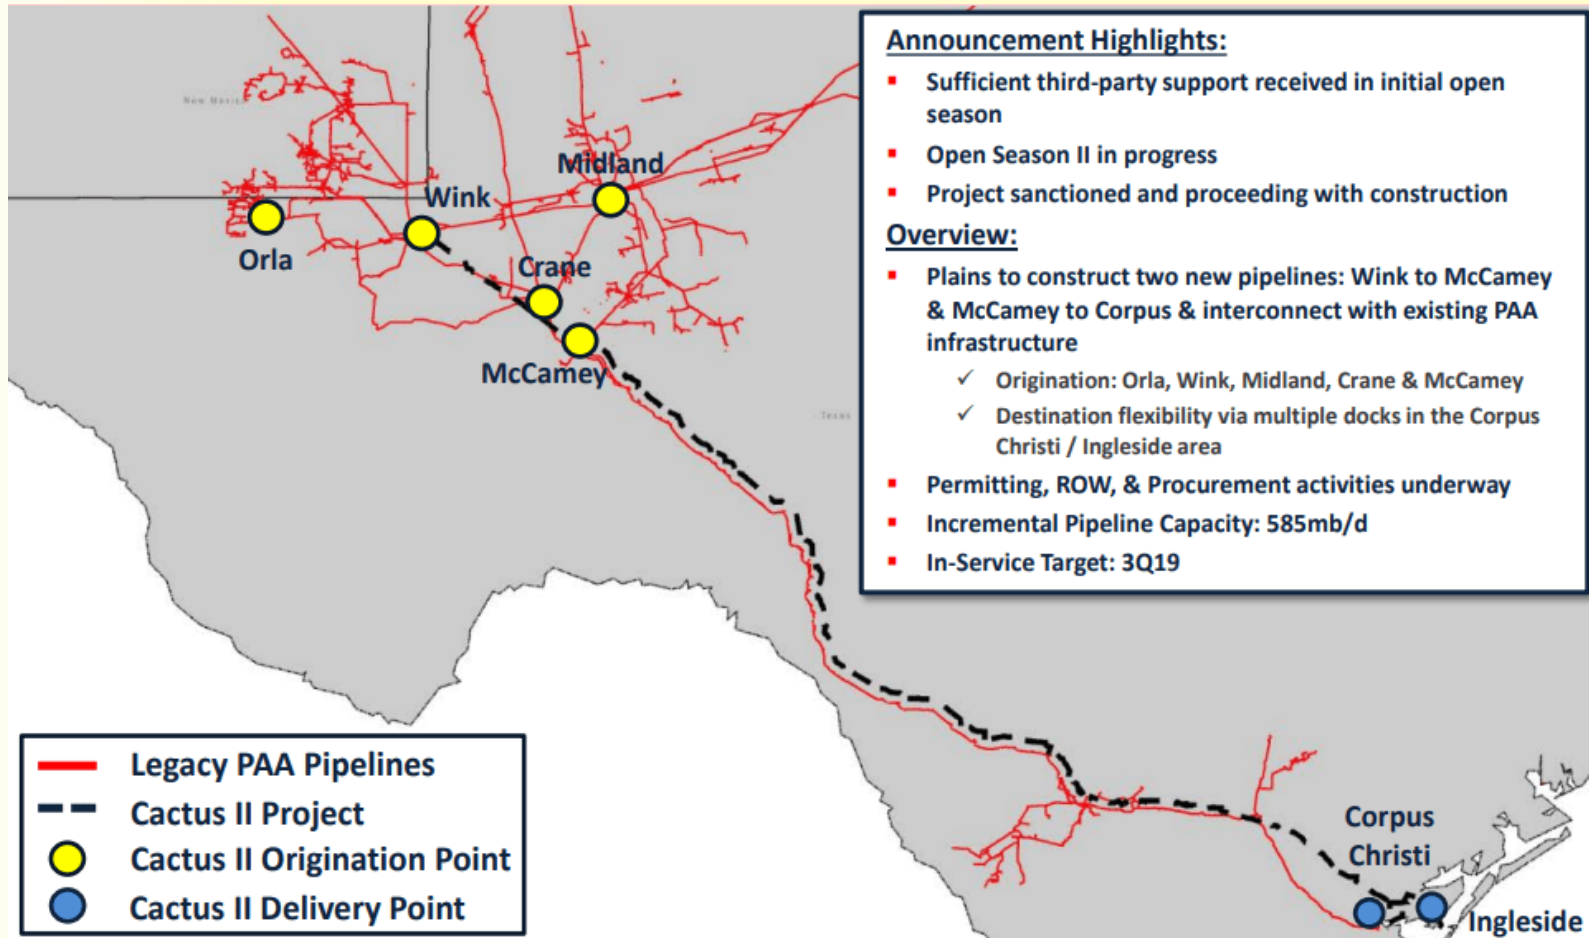 Announcement Highlights:
▪ Sufficient third-party support received in initial open
season
▪ Open Season II in progress
▪ Project sanctioned and proceeding with construction
Overview:
▪ Plains to construct two new pipelines: Wink to McCamey
& McCamey to Corpus & interconnect with existing PAA
infrastructure
✓ Origination: Orla, Wink, Midland, Crane & McCamey
✓ Destination flexibility via multiple docks in the Corpus
Christi / Ingleside area
▪ Permitting, ROW, & Procurement activities underway
▪ Incremental Pipeline Capacity: 585mb/d
▪ In-Service Target: 3Q19
New Mexico
Midland
Wink
Orla
Crane
McCamey
Texas
Legacy PAA Pipelines
Cactus II Project
Cactus II Origination Point
Cactus II Delivery Point
Corpus
Christi
Ingleside